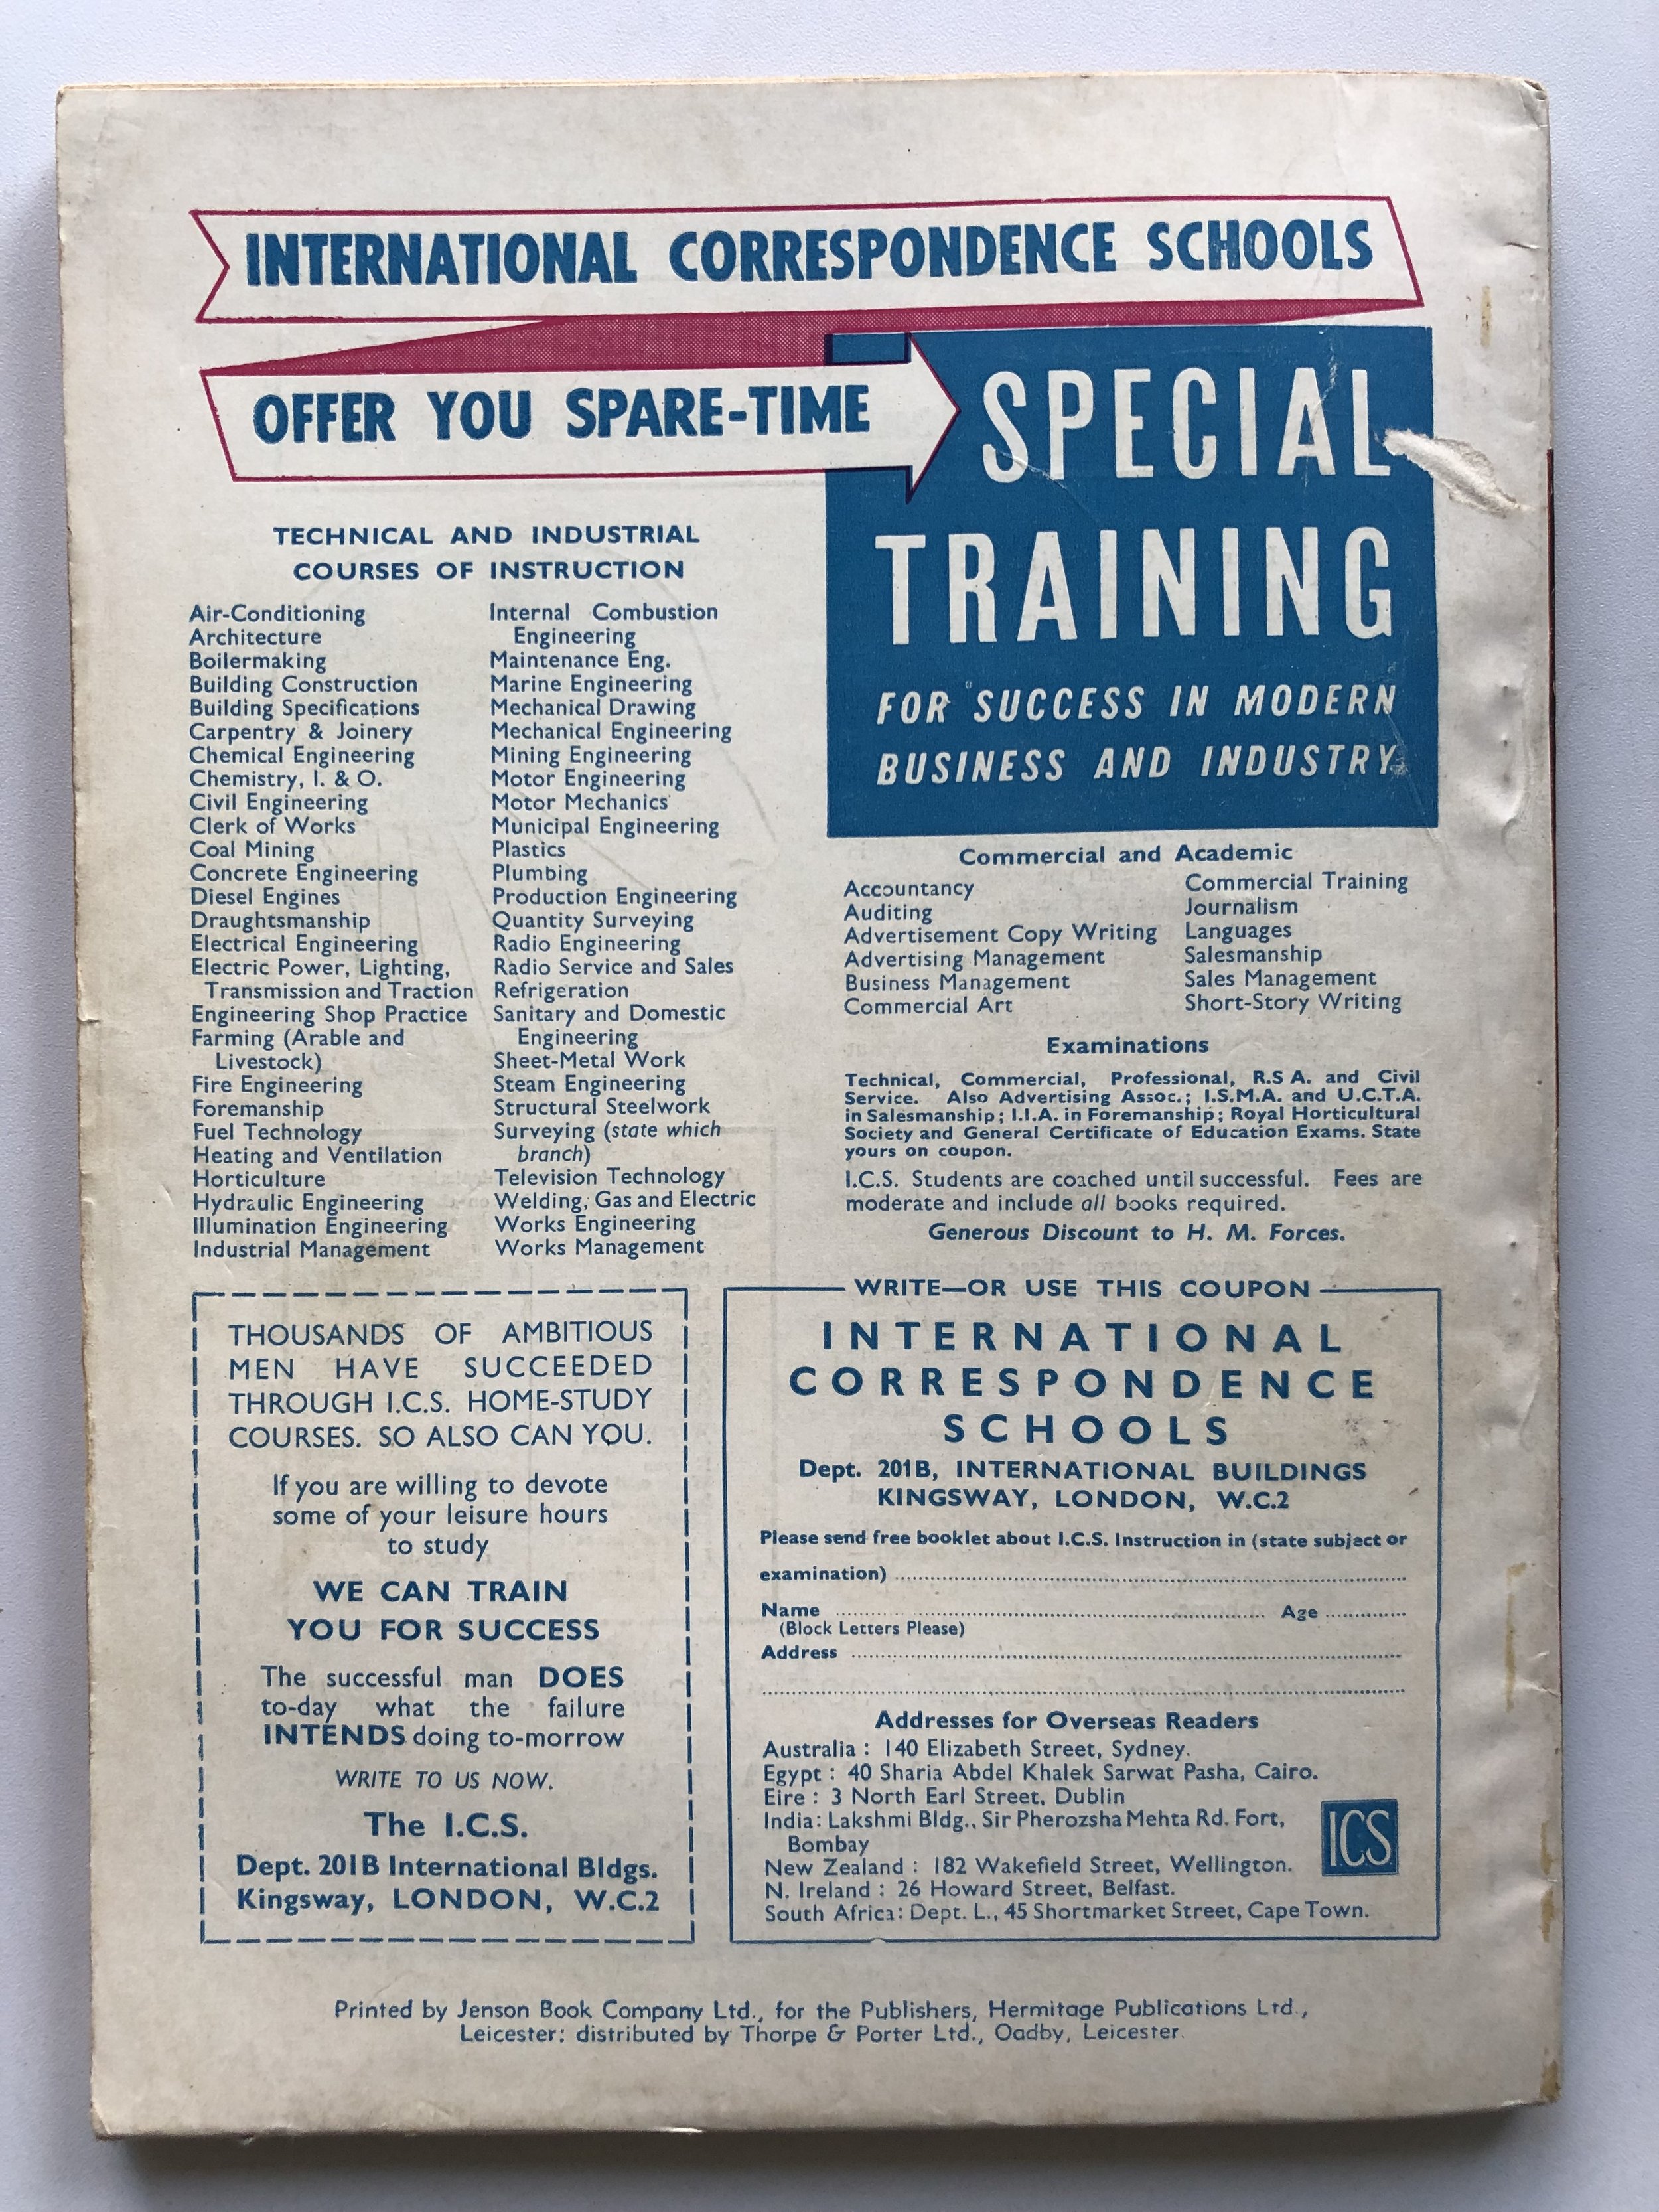 INTERNATIONAL CORRESPONDENCE SCHOOLS
OFFER YOU SPARE-TIME
SPECIAL
TRAINING
FOR SUCCESS IN MODERN
BUSINESS AND INDUSTRY
TECHNICAL AND INDUSTRIAL
COURSES OF INSTRUCTION
Air-Conditioning
Architecture
Boilermaking
Building Construction
Building Specifications
Carpentry & Joinery
Chemical Engineering
Chemistry, I. & O.
Civil Engineering
Clerk of Works
Coal Mining
Concrete Engineering
Diesel Engines
Draughtsmanship
Electrical Engineering
Electric Power, Lighting,
Transmission and Traction
Engineering Shop Practice
Farming (Arable and
Livestock)
Fire Engineering
Foremanship
Fuel Technology
Heating and Ventilation
Horticulture
Hydraulic Engineering
Illumination Engineering
Industrial Management
Internal Combustion
Engineering
Maintenance Eng.
Marine Engineering
Mechanical Drawing
Mechanical Engineering
Mining Engineering
Motor Engineering
Motor Mechanics
Municipal Engineering
Plastics
Plumbing
Production Engineering
Quantity Surveying
Radio Engineering
Radio Service and Sales
Refrigeration
Sanitary and Domestic
Engineering
Sheet-Metal Work
Steam Engineering
Structural Steelwork
Surveying (state which
branch)
Television Technology
Welding, Gas and Electric
Works Engineering
Works Management
Commercial and Academic
Accountancy
Auditing
Advertisement Copy Writing
Advertising Management
Business Management
Commercial Art
Commercial Training
Journalism
Languages
Salesmanship
Sales Management
Short-Story Writing
Examinations
Technical, Commercial, Professional, R.S A. and Civil
Service. Also Advertising Assoc.; I.S.M.A. and U.C.T.A.
in Salesmanship; I.I.A. in Foremanship; Royal Horticultural
Society and General Certificate of Education Exams. State
yours on coupon.
I.C.S. Students are coached until successful. Fees are
moderate and include all books required.
Generous Discount to H. M. Forces.
THOUSANDS OF AMBITIOUS
MEN HAVE SUCCEEDED
THROUGH I.C.S. HOME-STUDY
COURSES. SO ALSO CAN YOU.
If you are willing to devote
some of your leisure hours
to study
WE CAN TRAIN
YOU FOR SUCCESS
The successful man DOES
to-day what the failure
INTENDS doing to-morrow
WRITE TO US NOW.
The I.C.S.
Dept. 201B International Bldgs.
Kingsway, LONDON, W.C.2
WRITE—OR USE THIS COUPON
INTERNATIONAL
CORRESPONDENCE
SCHOOLS
Dept. 201B, INTERNATIONAL BUILDINGS
KINGSWAY, LONDON, W.C.2
Please send free booklet about I.C.S. Instruction in (state subject or
examination)
Name Age
(Block Letters Please)
Address
Addresses for Overseas Readers
Australia : 140 Elizabeth Street, Sydney.
Egypt : 40 Sharia Abdel Khalek Sarwat Pasha, Cairo.
Eire : 3 North Earl Street, Dublin
India: Lakshmi Bldg., Sir Pherozsha Mehta Rd. Fort,
Bombay
New Zealand : 182 Wakefield Street, Wellington.
N. Ireland : 26 Howard Street, Belfast.
South Africa: Dept. L., 45 Shortmarket Street, Cape Town.
ICS
Printed by Jenson Book Company Ltd., for the Publishers, Hermitage Publications Ltd.,
Leicester: distributed by Thorpe & Porter Ltd., Oadby, Leicester.